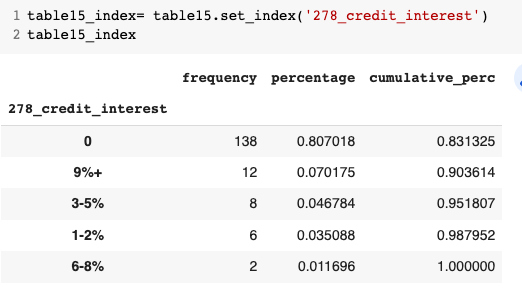 1 table15_index= table15.set_index('278_credit_interest')
2 table15_index
frequency percentage cumulative_perc
278_credit_interest
0 138 0.807018 0.831325
9%+ 12 0.070175 0.903614
3-5% 8 0.046784 0.951807
1-2% 6 0.035088 0.987952
6-8% 2 0.011696 1.000000